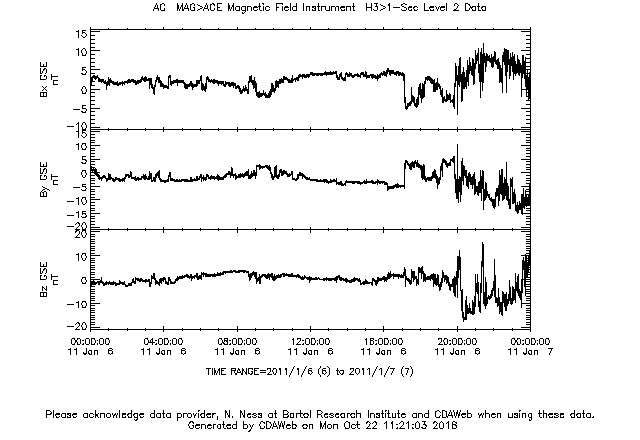 AC MAG>ACE Magnetic Field Instrument H3>1-Sec Level 2 Data
15
10
5
0
-5
-10
Bx GSE
nT
15
10
5
0
-5
-10
-15
-20
By GSE
nT
20
10
0
-10
-20
Bz GSE
nT
00:00:00 04:00:00 08:00:00 12:00:00 16:00:00 20:00:00 00:00:00
11 Jan 6 11 Jan 6 11 Jan 6 11 Jan 6 11 Jan 6 11 Jan 6 11 Jan 7
TIME RANGE=2011/1/6 (6) to 2011/1/7 (7)
Please acknowledge data provider, N. Ness at Bartol Research Institute and CDAWeb when using these data.
Generated by CDAWeb on Mon Oct 22 11:21:03 2018